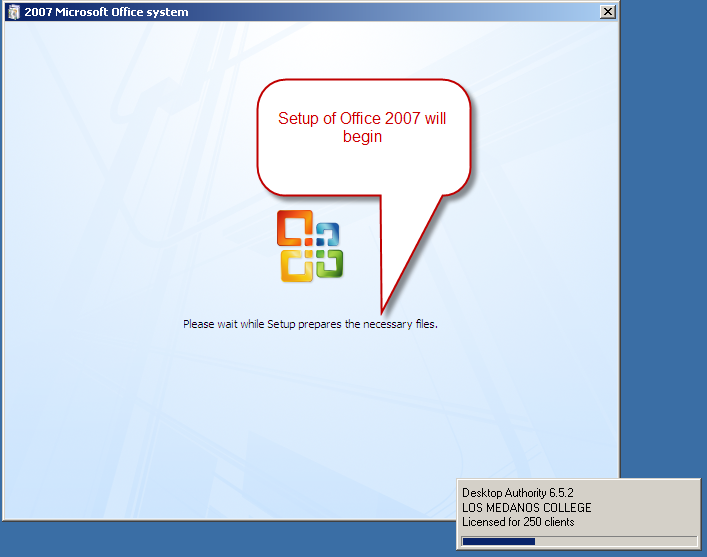 2007 Microsoft Office system
Setup of Office 2007 will
begin
Please wait while Setup prepares the necessary files.
Desktop Authority 6.5.2
LOS MEDANOS COLLEGE
Licensed for 250 clients